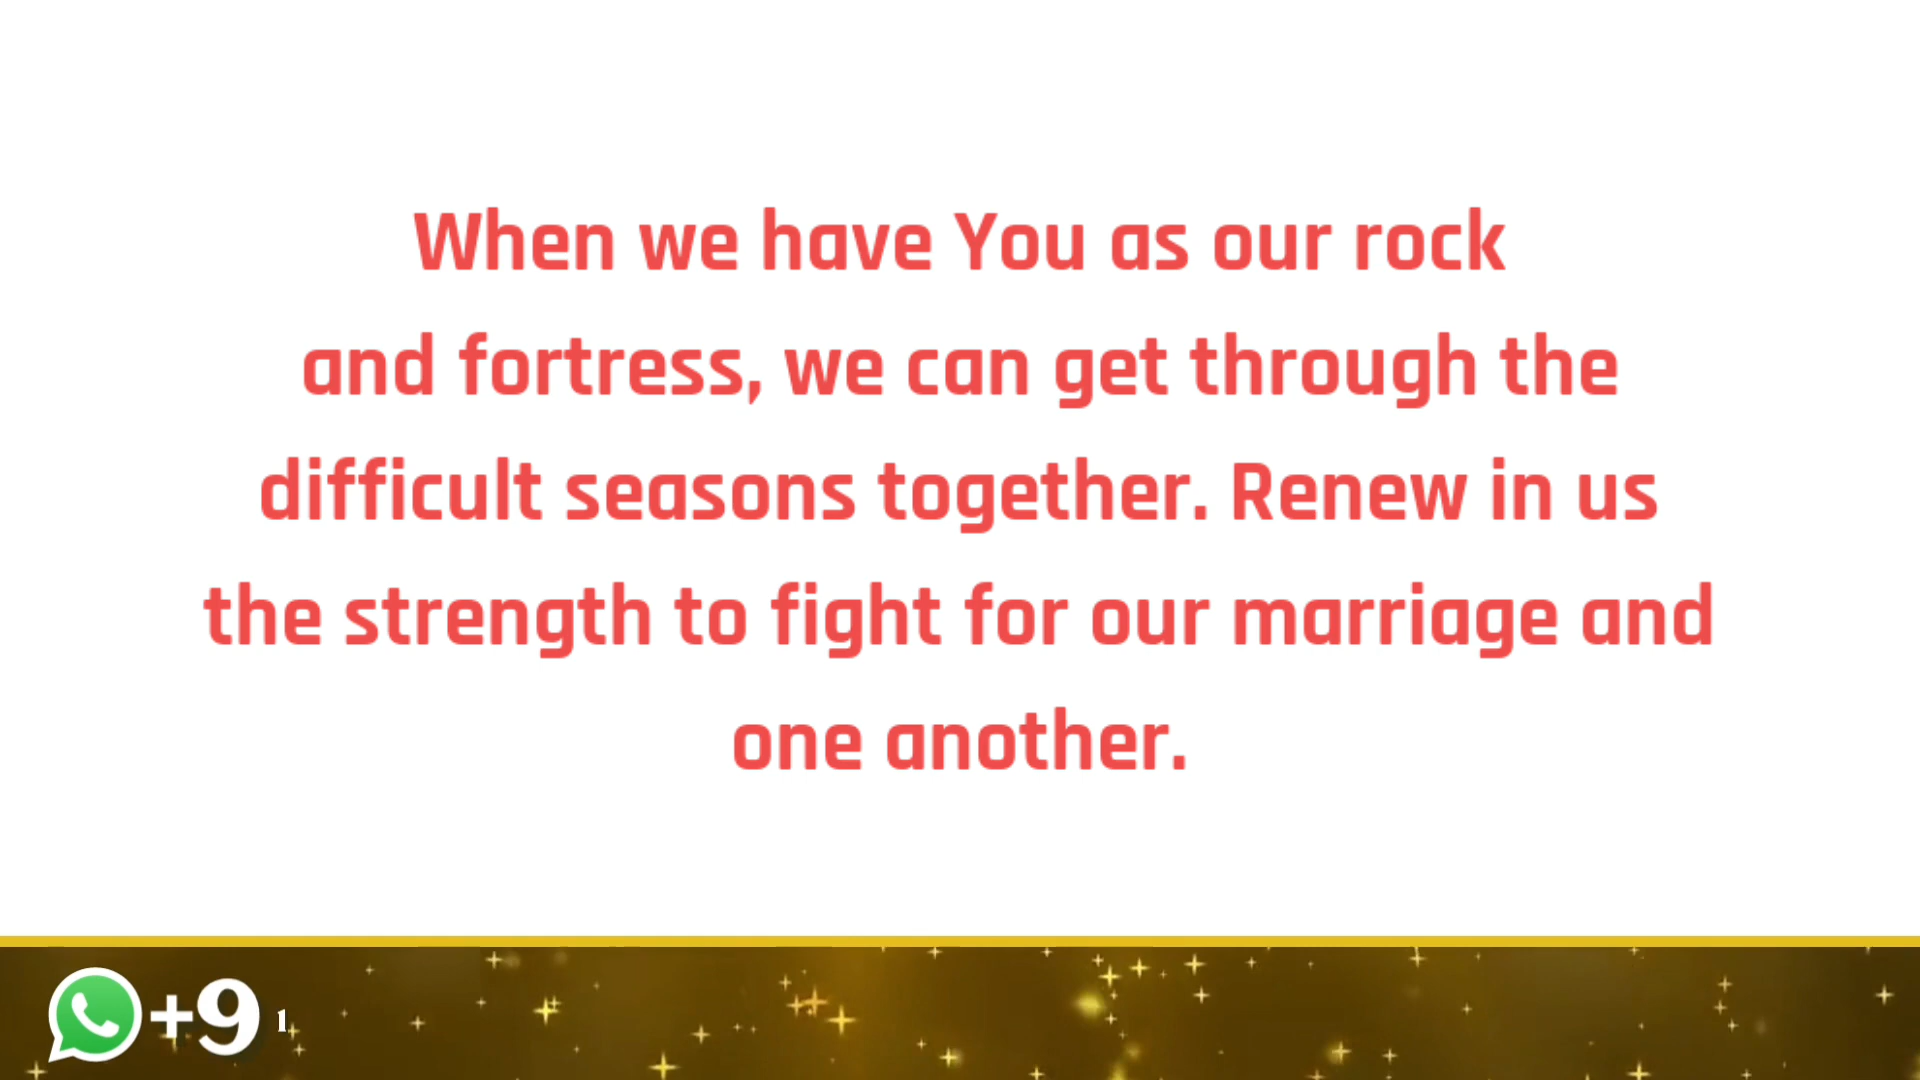 When we have You as our rock
and fortress, we can get through the
difficult seasons together. Renew in us
the strength to fight for our marriage and
one another.
+91